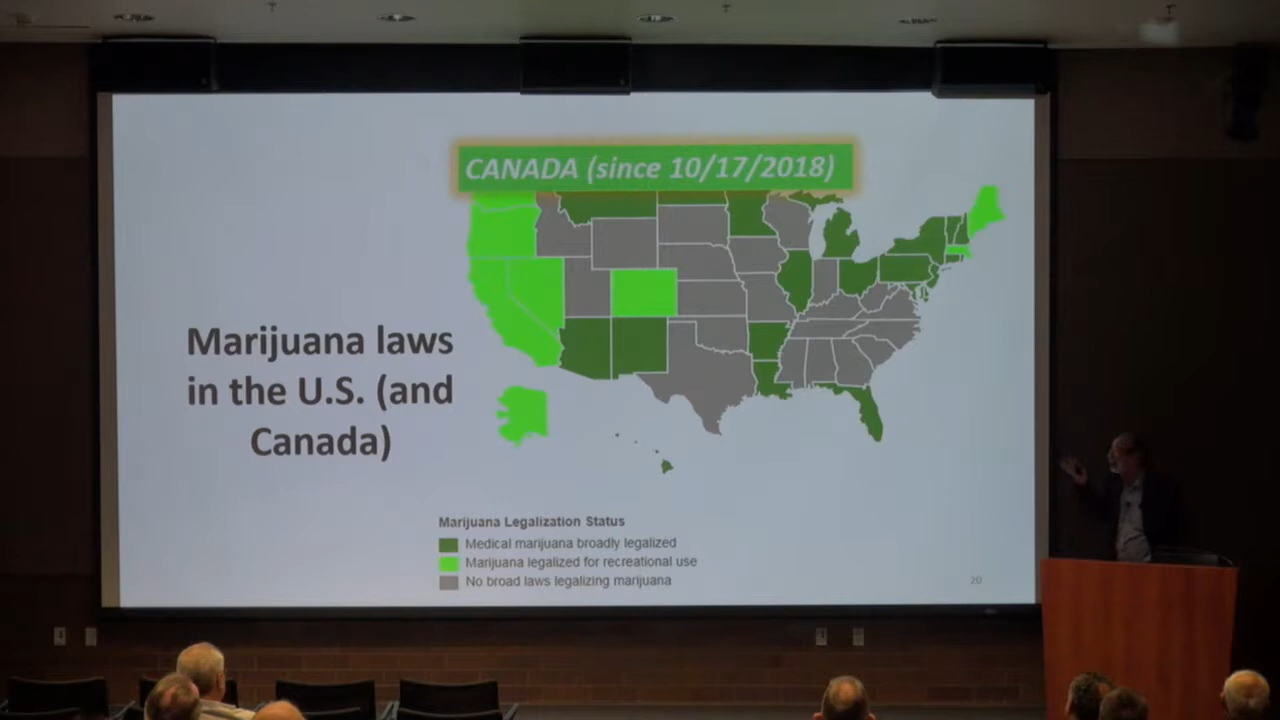 CANADA (since 10/17/2018)
Marijuana laws
in the U.S. (and
Canada)
Marijuana Legalization Status
Medical marijuana broadly legalized
Marijuana legalized for recreational use
No broad laws legalizing marijuana
20